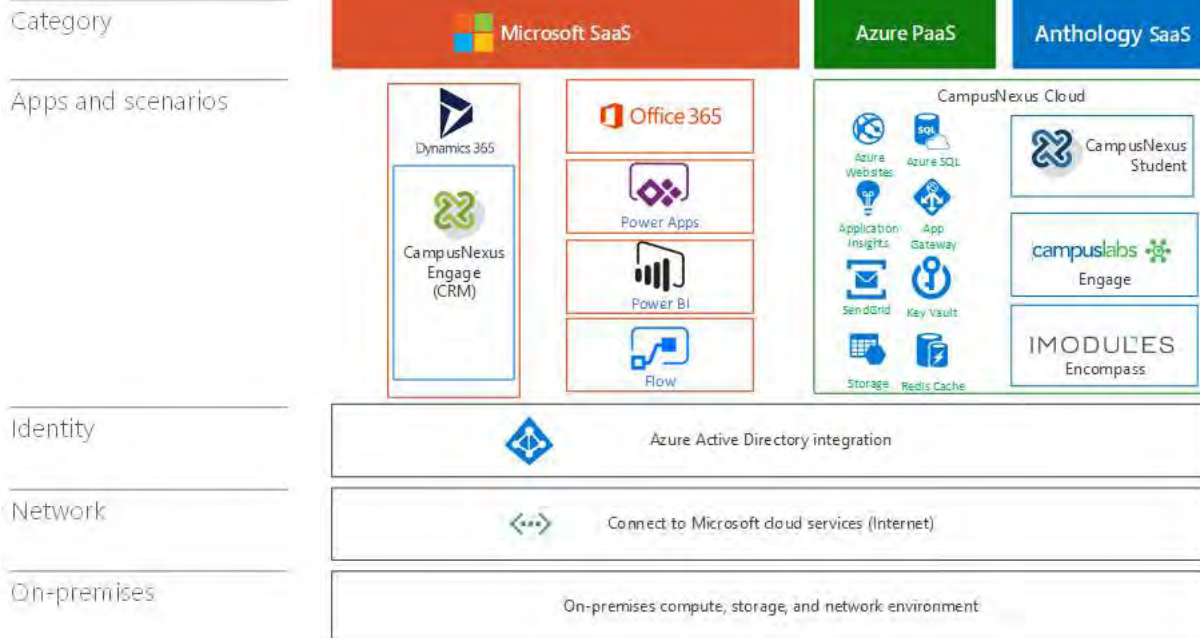 Category
Microsoft SaaS
Azure PaaS
Anthology SaaS
Apps and scenarios
Dynamics 365
CampusNexus
Engage
(CRM)
Office 365
Power Apps
Power BI
Flow
CampusNexus Cloud
Azure
Websites
SQL
Azure SQL
Application
Insights
App
Gateway
SendGrid
Key Vault
Storage
Redis Cache
CampusNexus
Student
campuslabs
Engage
IMODULES
Encompass
Identity
Azure Active Directory integration
Network
Connect to Microsoft cloud services (Internet)
On-premises
On-premises compute, storage, and network environment